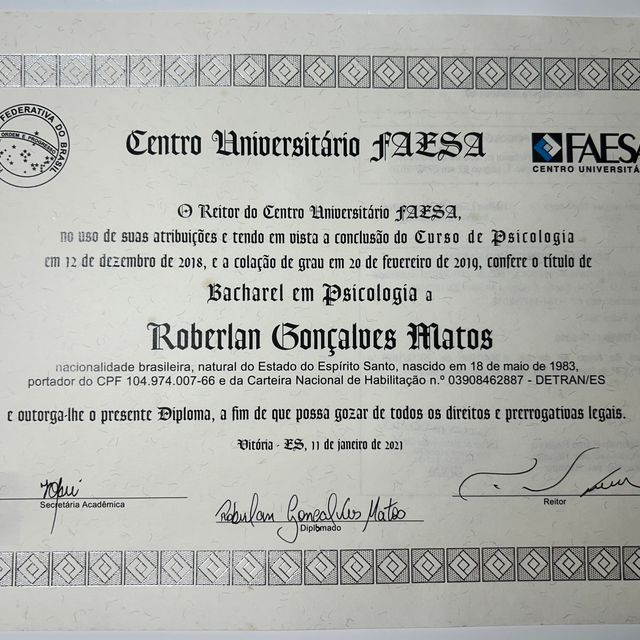 FEDERATIVA DO BRASIL
ORDEM E PROGRESSO
Centro Universitário FAESA
FAESA
CENTRO UNIVERSITÁ
O Reitor do Centro Universitário FAESA,
no uso de suas atribuições e tendo em vista a conclusão do Curso de Psicologia
em 12 de dezembro de 2018, e a colação de grau em 20 de fevereiro de 2019, confere o título de
Bacharel em Psicologia a
Roberlan Gonçalves Matos
nacionalidade brasileira, natural do Estado do Espírito Santo, nascido em 18 de maio de 1983,
portador do CPF 104.974.007-66 e da Carteira Nacional de Habilitação n.º 03908462887 - DETRAN/ES
e outorga-lhe o presente Diploma, a fim de que possa gozar de todos os direitos e prerrogativas legais.
Vitória - ES, 11 de janeiro de 2021
Secretária Acadêmica
Roberlan Gonçalves Matos
Diplomado
Reitor